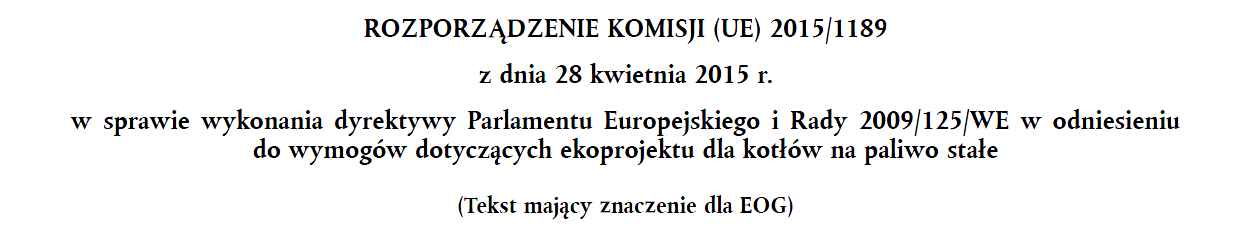 ROZPORZĄDZENIE KOMISJI (UE) 2015/1189
z dnia 28 kwietnia 2015 r.
w sprawie wykonania dyrektywy Parlamentu Europejskiego i Rady 2009/125/WE w odniesieniu
do wymogów dotyczących ekoprojektu dla kotłów na paliwo stałe
(Tekst mający znaczenie dla EOG)